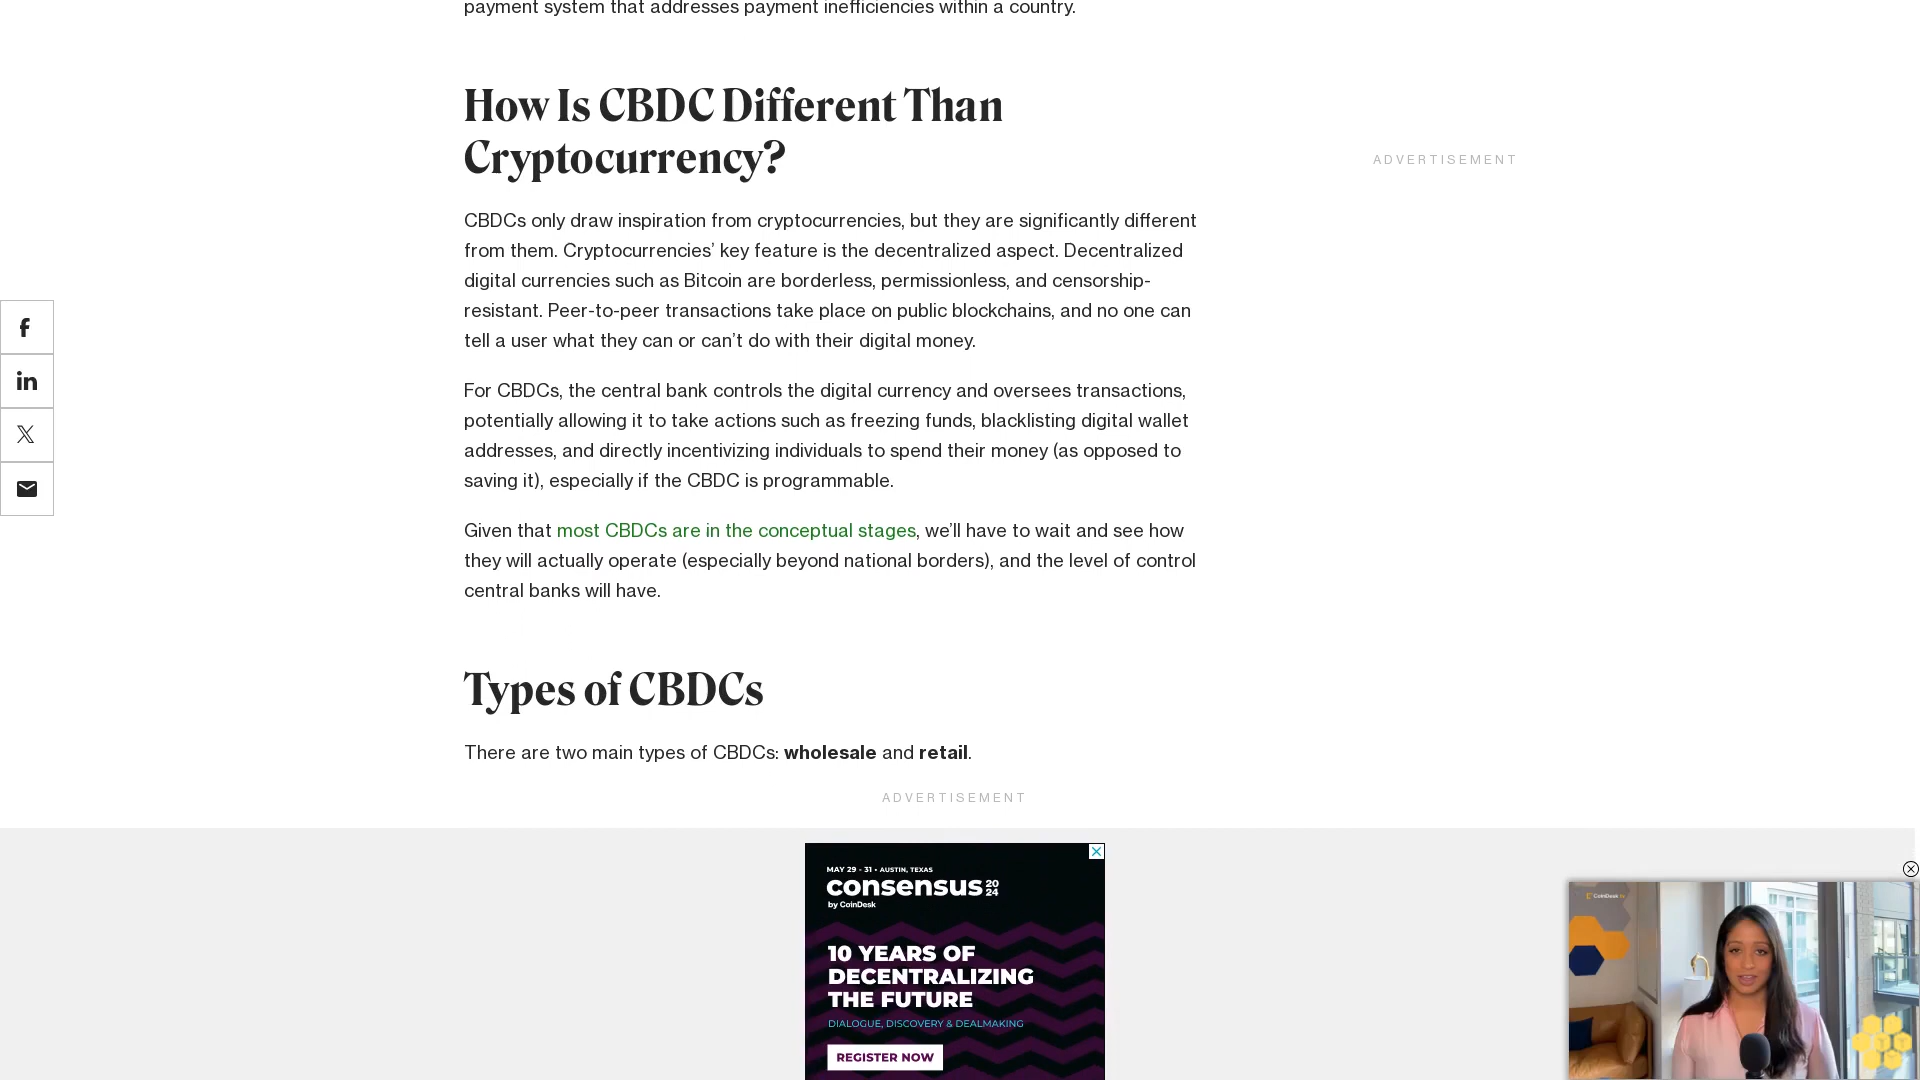 payment system that addresses payment inefficiencies within a country.
How Is CBDC Different Than
Cryptocurrency?
ADVERTISEMENT
CBDCs only draw inspiration from cryptocurrencies, but they are significantly different
from them. Cryptocurrencies’ key feature is the decentralized aspect. Decentralized
digital currencies such as Bitcoin are borderless, permissionless, and censorship-
resistant. Peer-to-peer transactions take place on public blockchains, and no one can
tell a user what they can or can’t do with their digital money.
For CBDCs, the central bank controls the digital currency and oversees transactions,
potentially allowing it to take actions such as freezing funds, blacklisting digital wallet
addresses, and directly incentivizing individuals to spend their money (as opposed to
saving it), especially if the CBDC is programmable.
Given that most CBDCs are in the conceptual stages, we’ll have to wait and see how
they will actually operate (especially beyond national borders), and the level of control
central banks will have.
Types of CBDCs
There are two main types of CBDCs: wholesale and retail.
ADVERTISEMENT
MAY 29 - 31 • AUSTIN, TEXAS
consensus 2024
by CoinDesk
10 YEARS OF
DECENTRALIZING
THE FUTURE
DIALOGUE, DISCOVERY & DEALMAKING
REGISTER NOW
CoinDesk